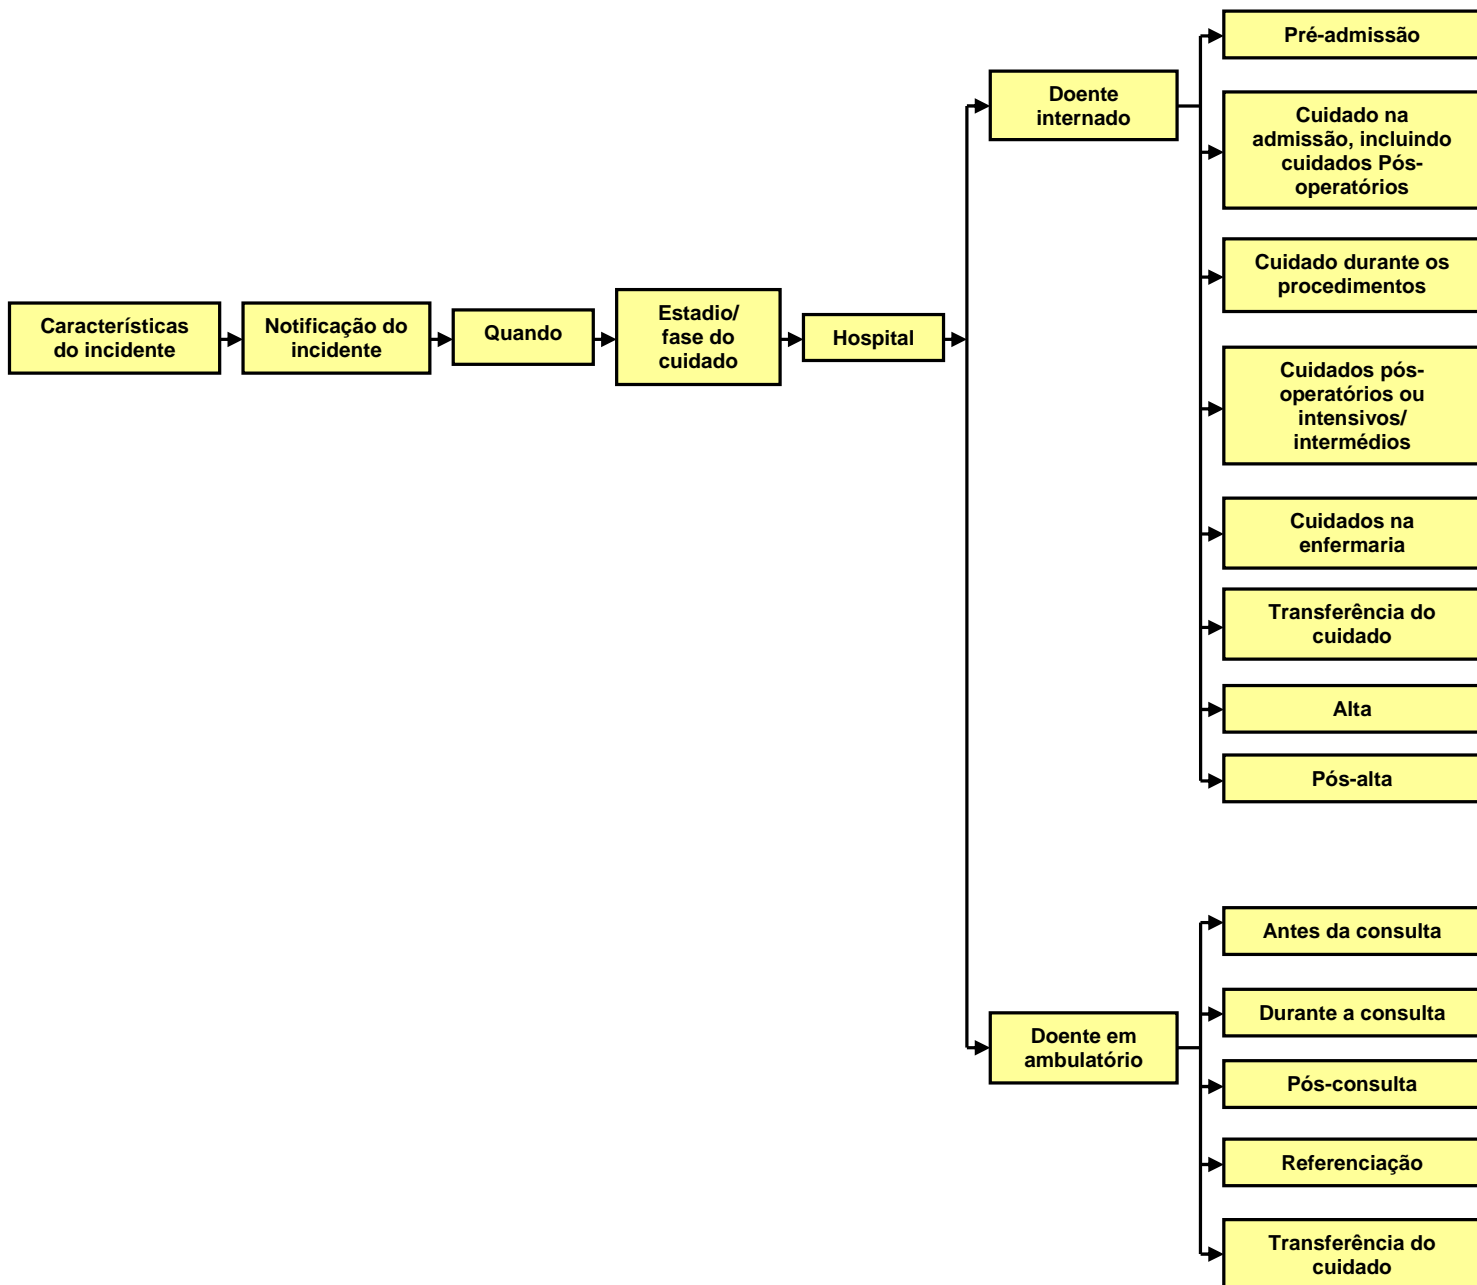 Características
do incidente
Notificação do
incidente
Quando
Estadio/
fase do
cuidado
Hospital
Doente
internado
Pré-admissão
Cuidado na
admissão, incluindo
cuidados Pós-
operatórios
Cuidado durante os
procedimentos
Cuidados pós-
operatórios ou
intensivos/
intermédios
Cuidados na
enfermaria
Transferência do
cuidado
Alta
Pós-alta
Doente em
ambulatório
Antes da consulta
Durante a consulta
Pós-consulta
Referenciação
Transferência do
cuidado